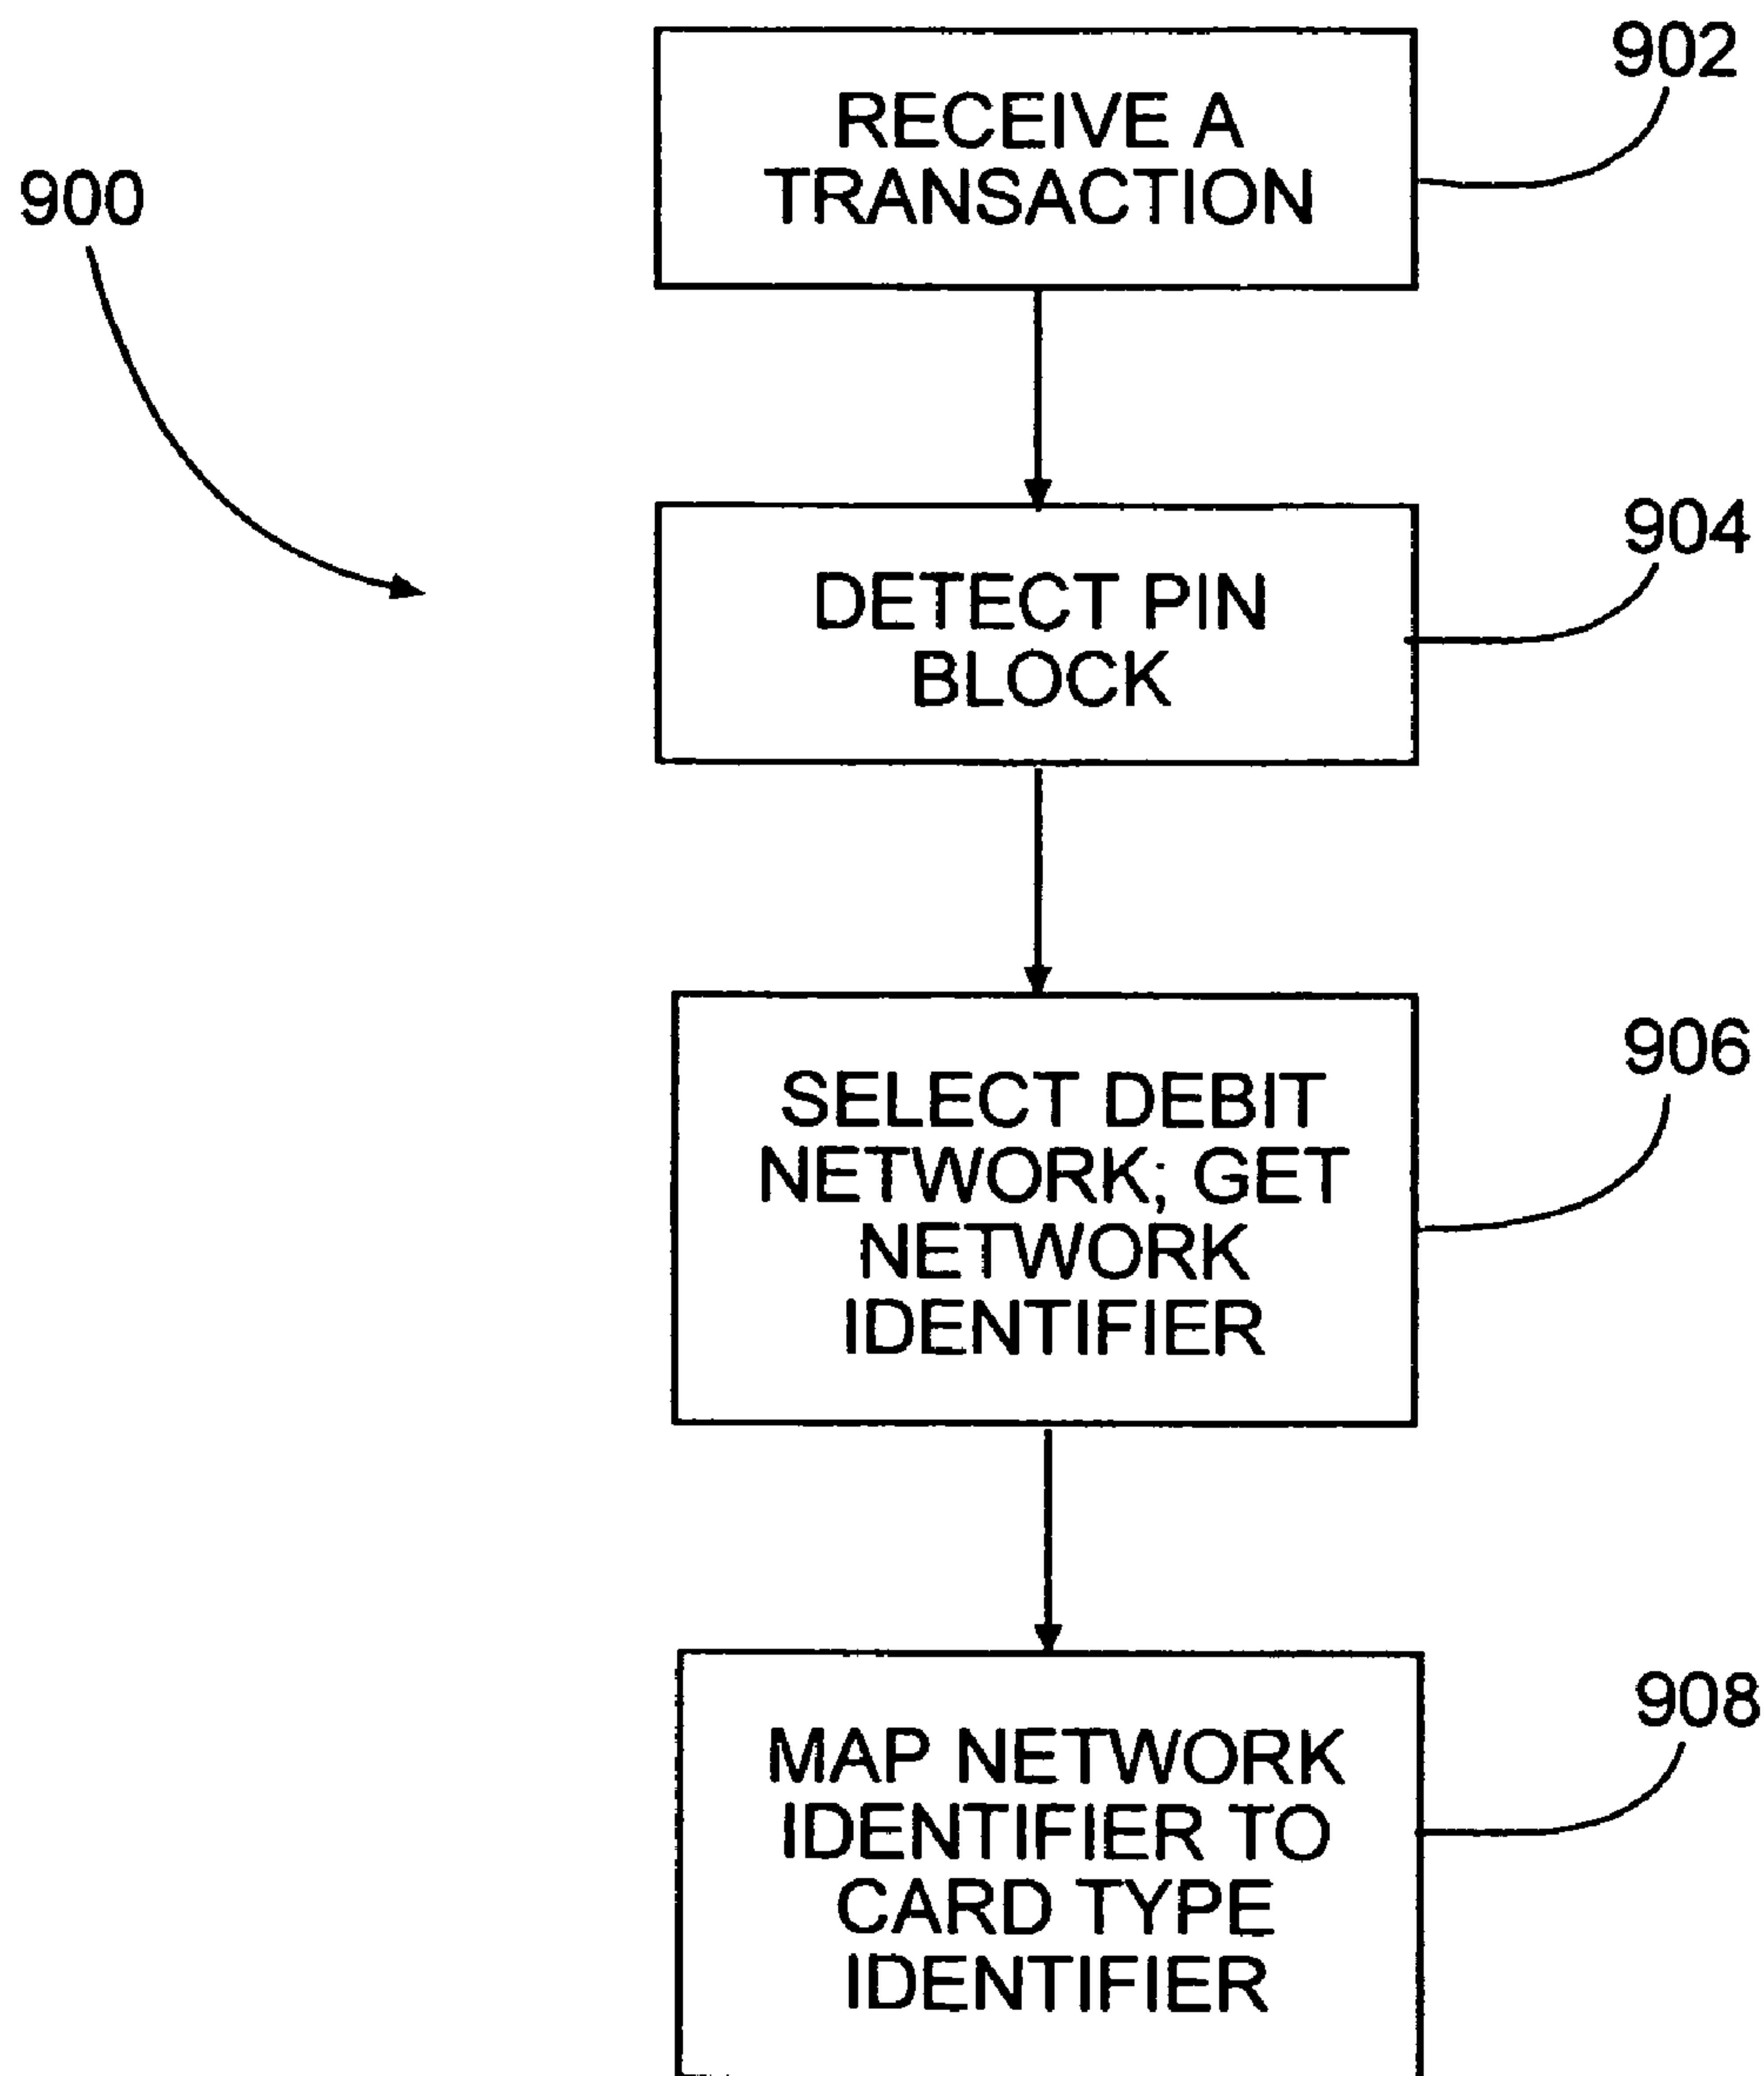 902
RECEIVE A
TRANSACTION
900
904
DETECT PIN
BLOCK
906
SELECT DEBIT
NETWORK; GET
NETWORK
IDENTIFIER
908
MAP NETWORK
IDENTIFIER TO
CARD TYPE
IDENTIFIER